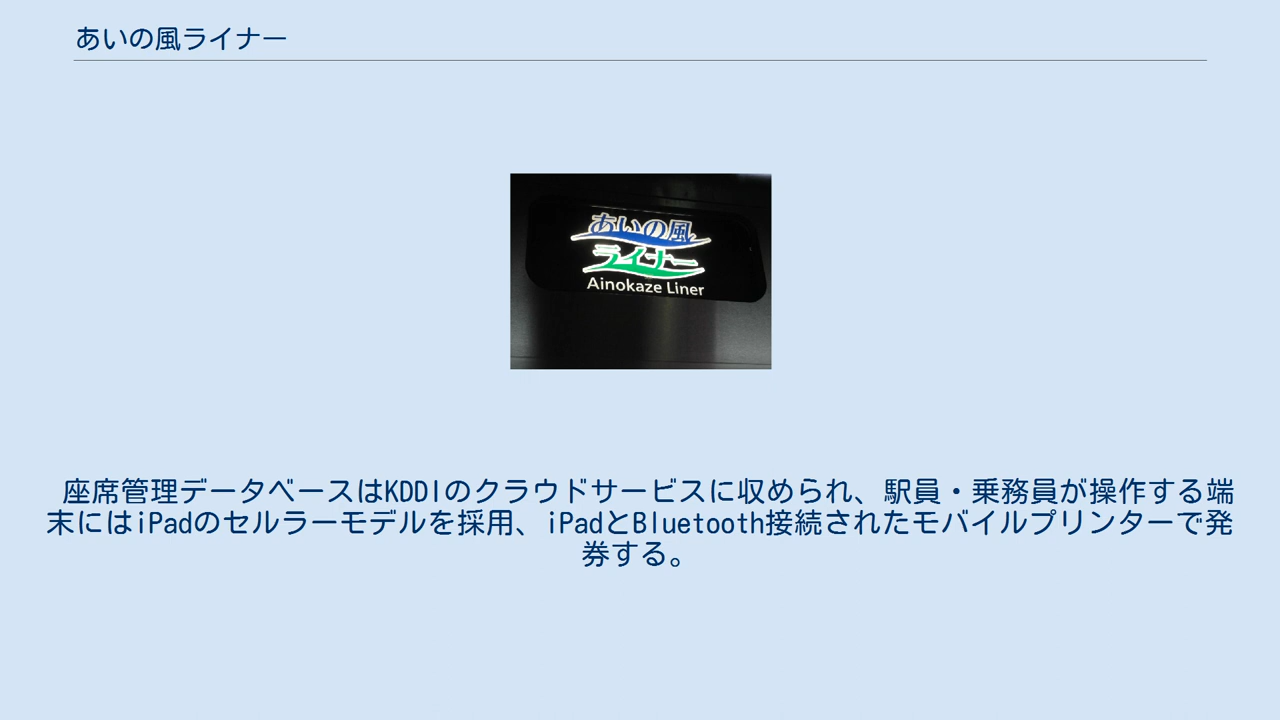 あいの風ライナー
あいの風
ライナー
Ainokaze Liner
座席管理データベースはKDDIのクラウドサービスに収められ、駅員・乗務員が操作する端
末にはiPadのセルラーモデルを採用、iPadとBluetooth接続されたモバイルプリンターで発
券する。